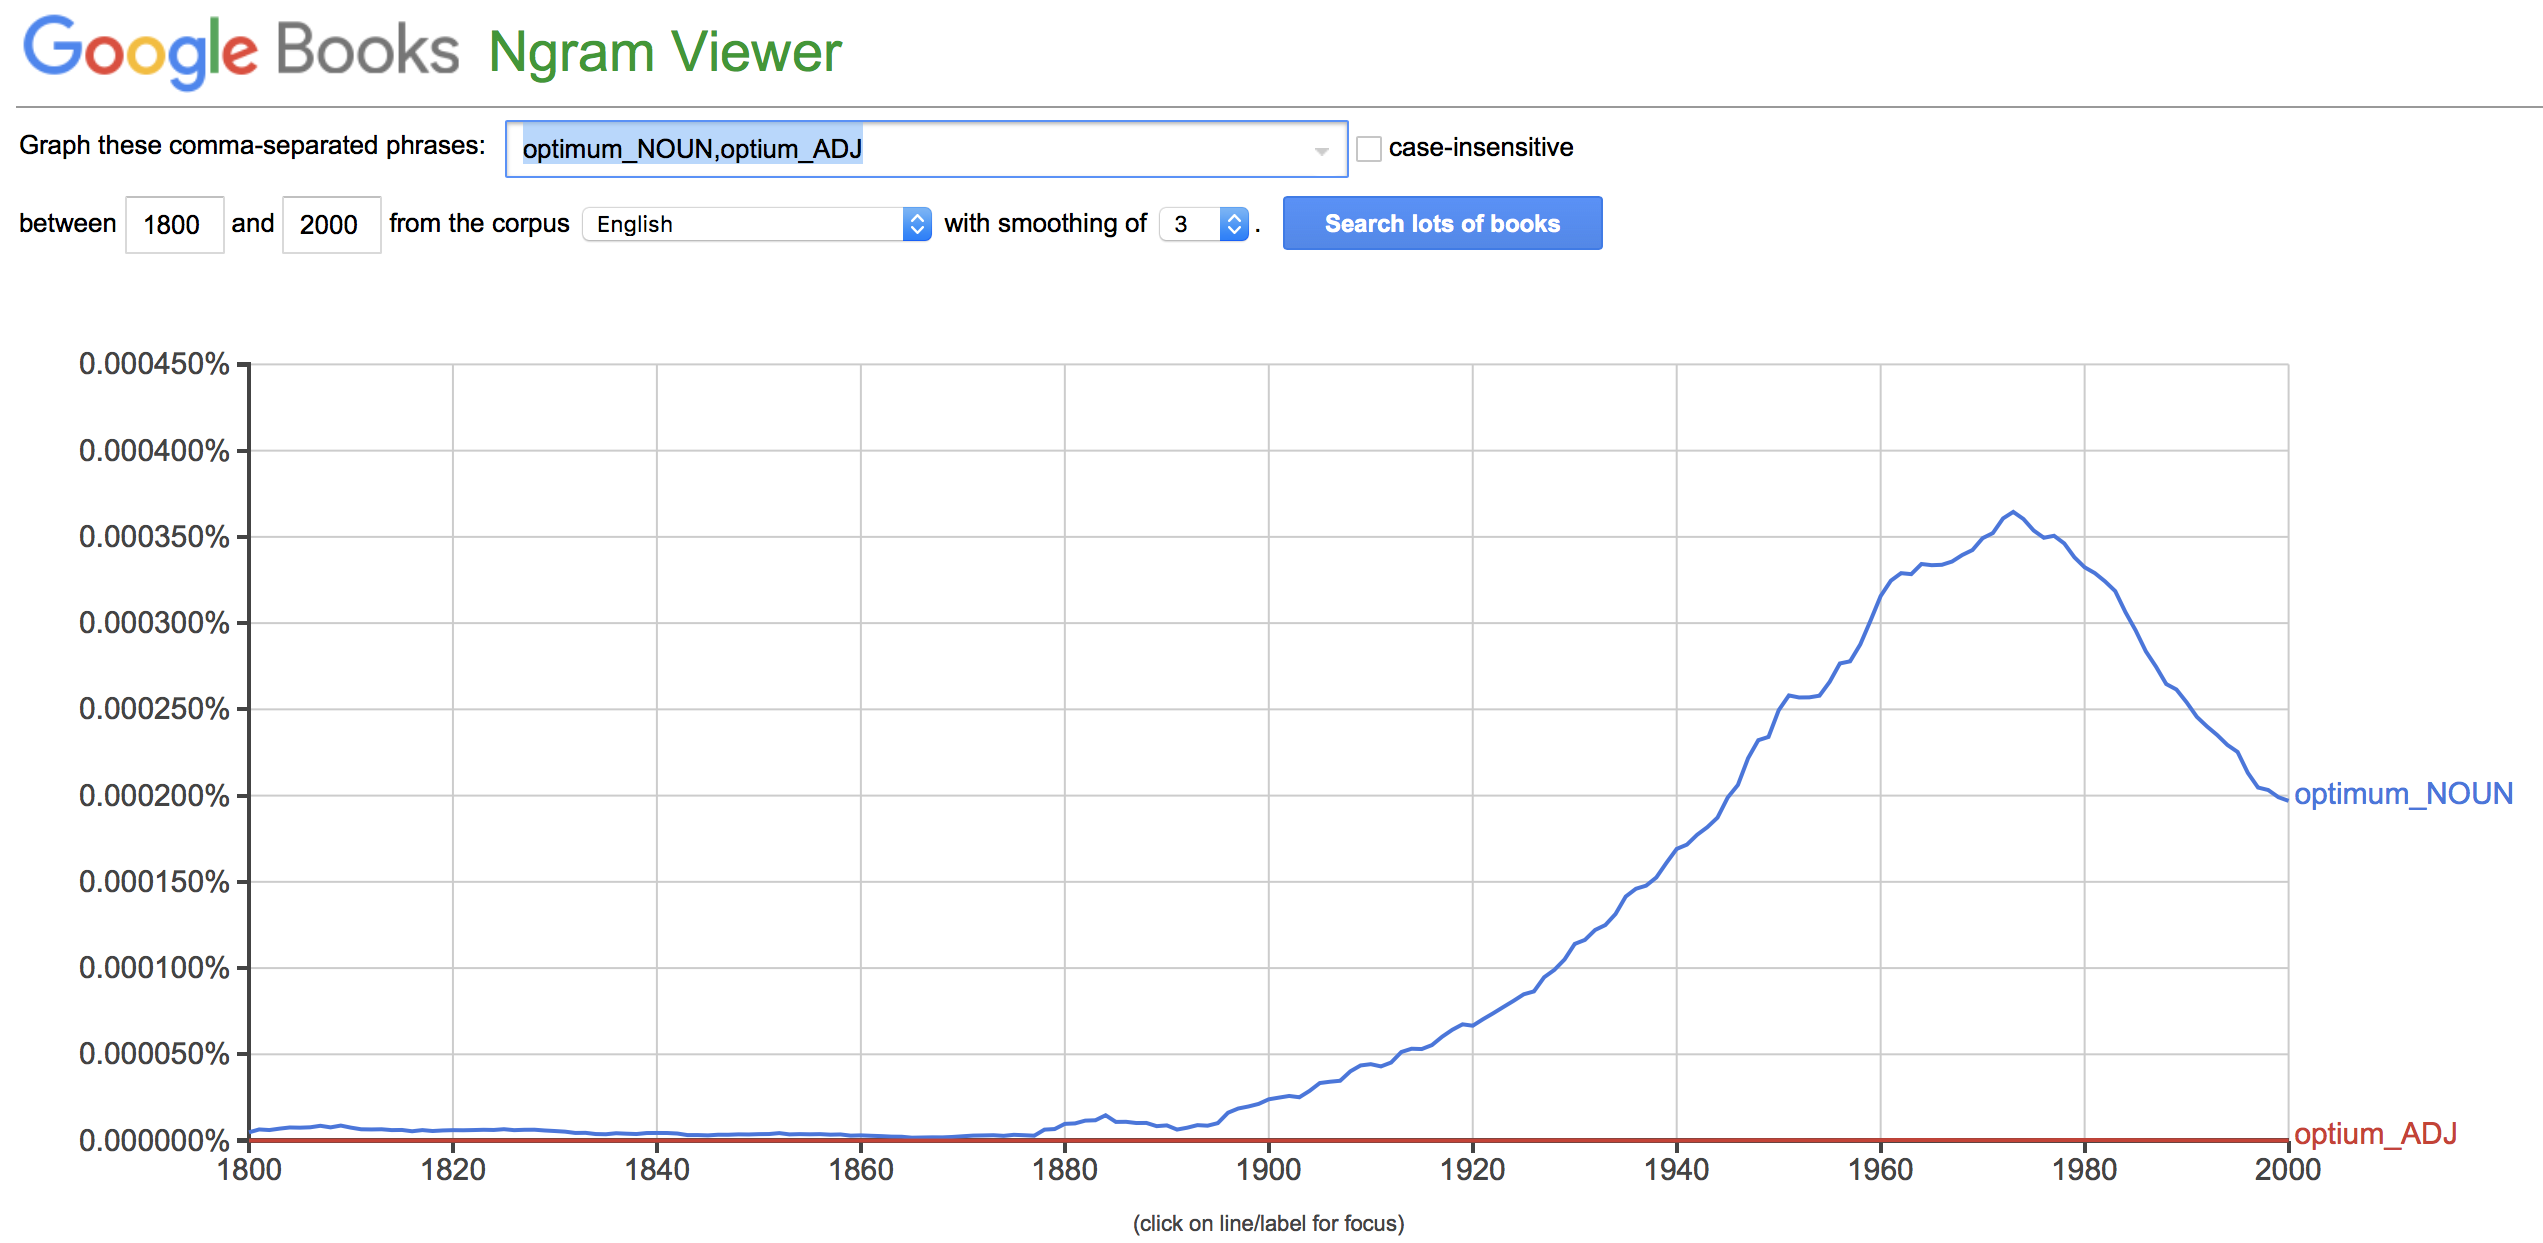 Google Books Ngram Viewer
Graph these comma-separated phrases: optimum_NOUN,optium_ADJ case-insensitive
between 1800 and 2000 from the corpus English with smoothing of 3 . Search lots of books
0.000450%
0.000400%
0.000350%
0.000300%
0.000250%
0.000200%
optimum_NOUN
0.000150%
0.000100%
0.000050%
0.000000%
optium_ADJ
1800 1820 1840 1860 1880 1900 1920 1940 1960 1980 2000
(click on line/label for focus)